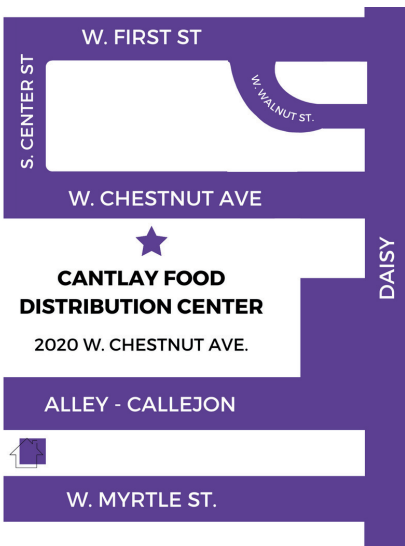 W. FIRST ST
S. CENTER ST
W. WALNUT ST.
W. CHESTNUT AVE
DAISY
CANTLAY FOOD
DISTRIBUTION CENTER
2020 W. CHESTNUT AVE.
ALLEY - CALLEJON
W. MYRTLE ST.